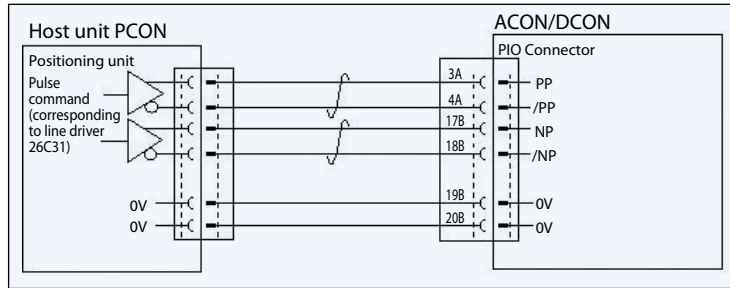 Host unit PCON
ACON/DCON
Positioning unit
PIO Connector
Pulse
command
(corresponding
to line driver
26C31)
3A
PP
4A
/PP
17B
NP
18B
/NP
0V
19B
0V
0V
20B
0V